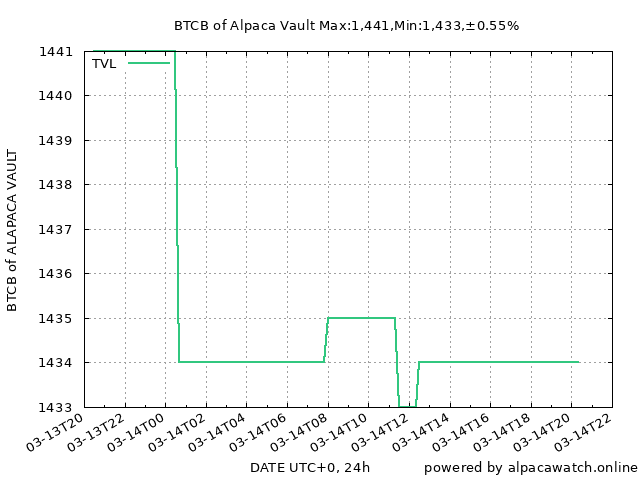 BTCB of Alpaca Vault Max:1,441,Min:1,433,±0.55%
TVL
1441
1440
1439
1438
1437
1436
1435
1434
1433
BTCB of ALAPACA VAULT
03-13T20
03-13T22
03-14T00
03-14T02
03-14T04
03-14T06
03-14T08
03-14T10
03-14T12
03-14T14
03-14T16
03-14T18
03-14T20
03-14T22
DATE UTC+0, 24h
powered by alpacawatch.online